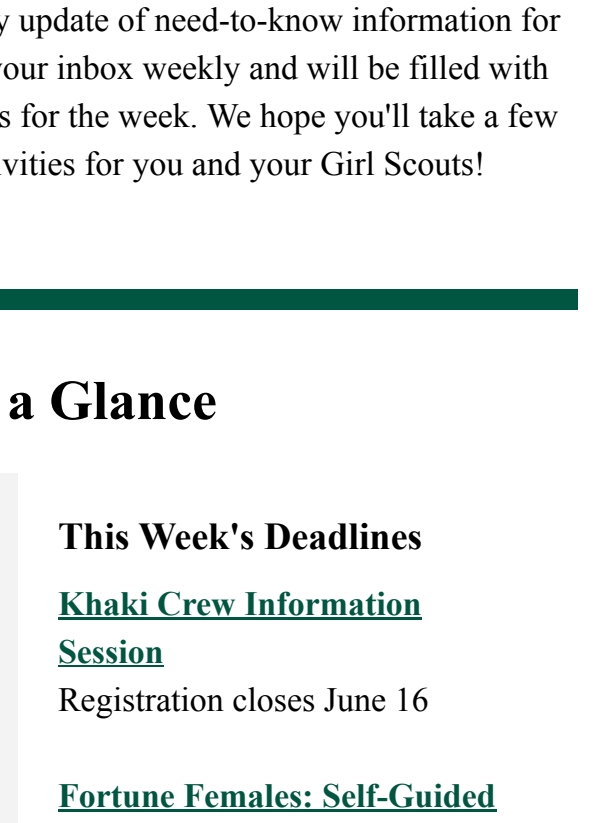 update of need-to-know information for
your inbox weekly and will be filled with
for the week. We hope you'll take a few
for you and your Girl Scouts!
a Glance
This Week's Deadlines
Khaki Crew Information
Session
Registration closes June 16
Fortune Females: Self-Guided